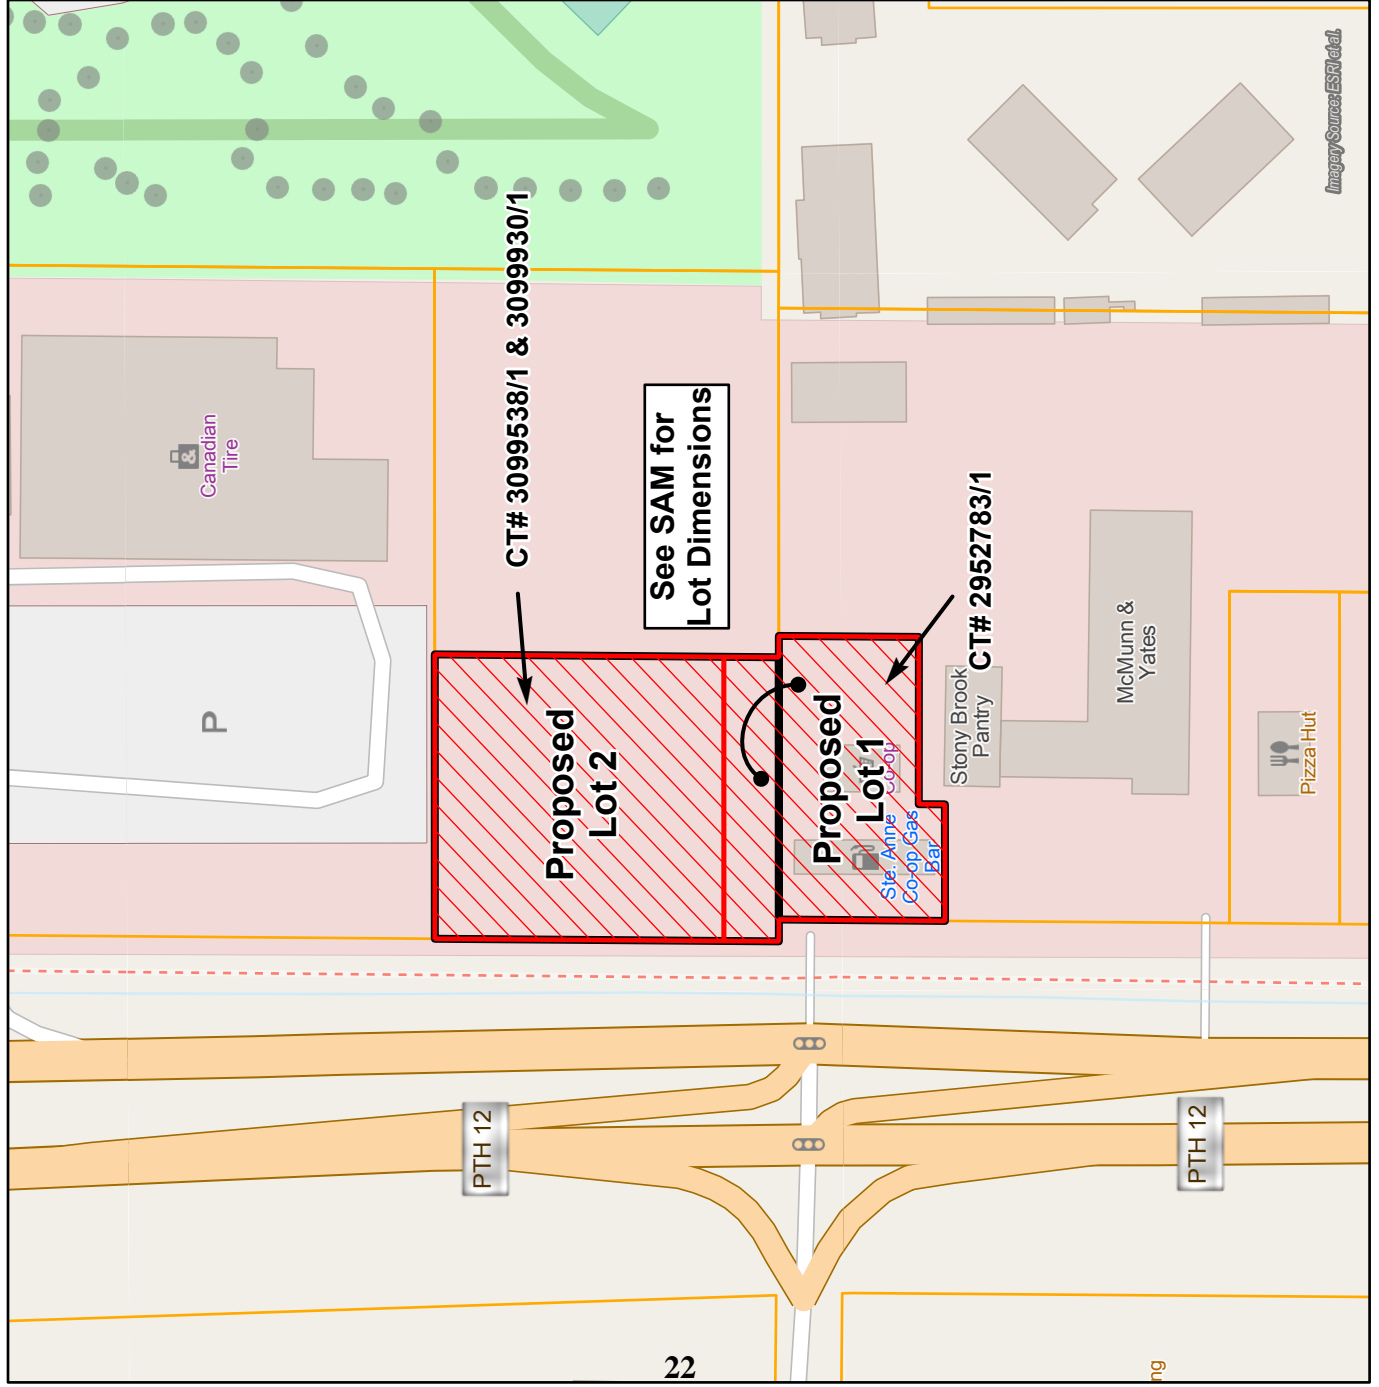 Imagery Source: ESRI et al.
CT# 3099538/1 & 3099930/1
Canadian
Tire
See SAM for
Lot Dimensions
CT# 2952783/1
P
Proposed
Lot 2
Proposed
Lot 1
Co-op
Ste. Anne
Co-op Gas
Bar
Stony Brook
Pantry
McMunn &
Yates
Pizza Hut
PTH 12
PTH 12
22
ng